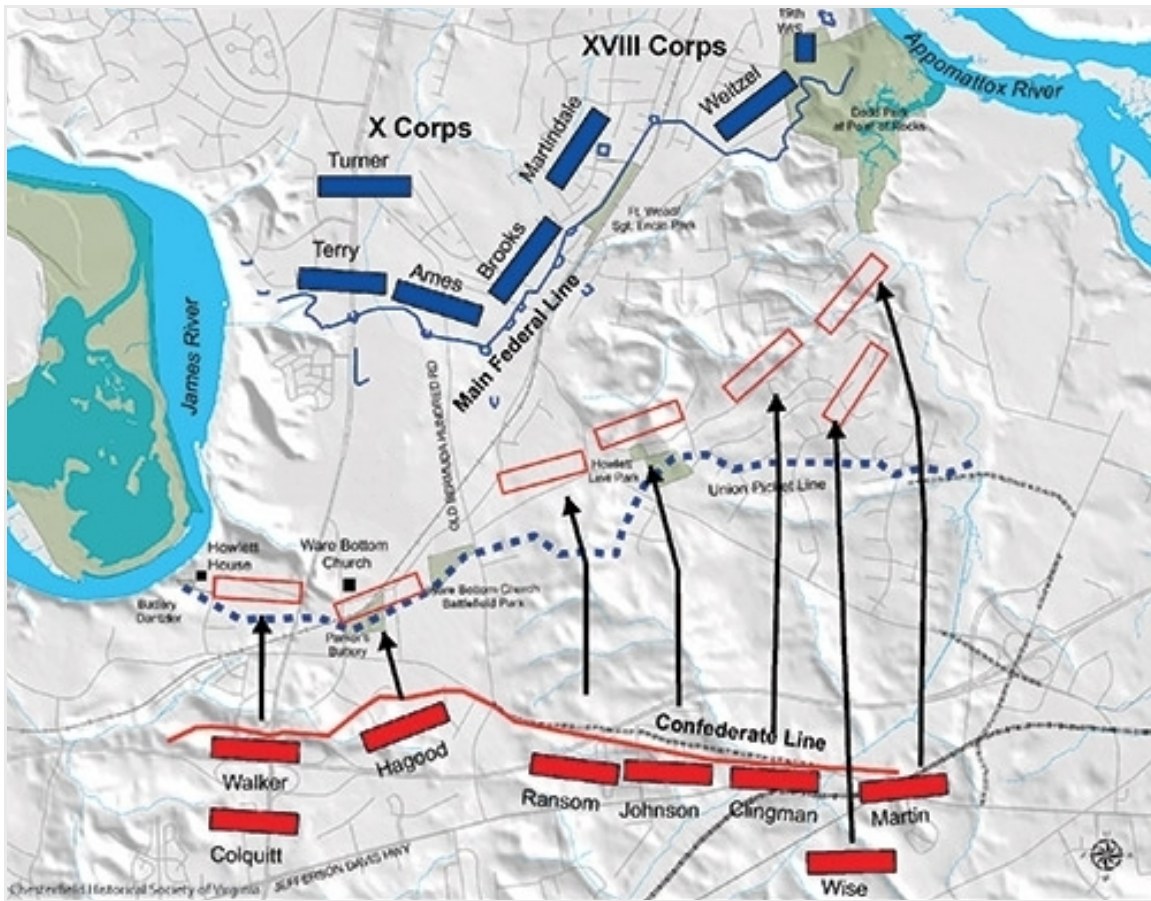 19th
WIS
XVIII Corps
Appomattox River
Weitzel
X Corps
Martindale
Dodd Park
at Point of Rocks
Turner
Ft. Wead/
Sgt. Engle Park
Brooks
Terry
Ames
Main Federal Line
James River
OLD BERMUDA HUNDRED RD
Howlett
Line Park
Union Picket Line
Howlett
House
Ware Bottom
Church
Battery
Dantzler
Ware Bottom Church
Battlefield Park
Parker's
Battery
Confederate Line
Walker
Hagood
Ransom
Johnson
Clingman
Martin
Colquitt
JEFFERSON DAVIS HWY
Wise
Chesterfield Historical Society of Virginia